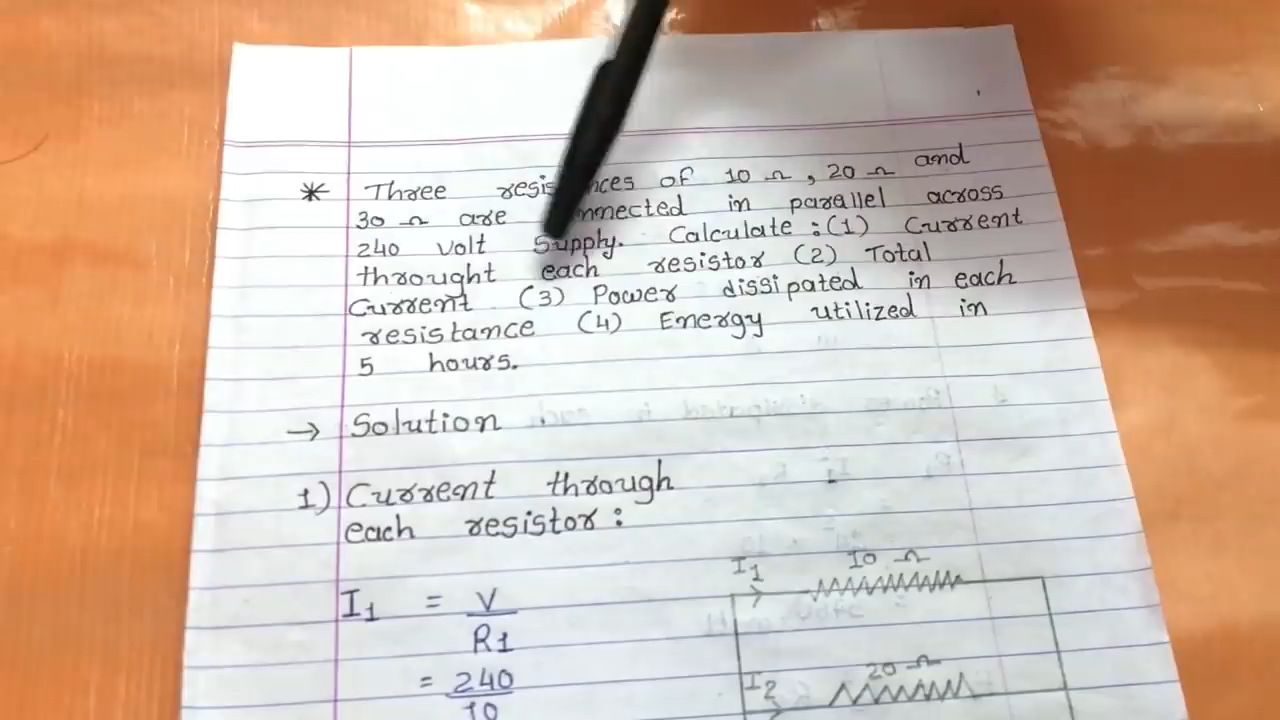 * Three resistances of 10 Ω, 20 Ω and
30 Ω are connected in parallel across
240 volt Supply. Calculate : (1) Current
throught each resistor (2) Total
Current (3) Power dissipated in each
resistance (4) Energy utilized in
5 hours.
→ Solution
1) Current through
each resistor :
I1 = V
R1
= 240
10
I1 10 Ω
I2 20 Ω